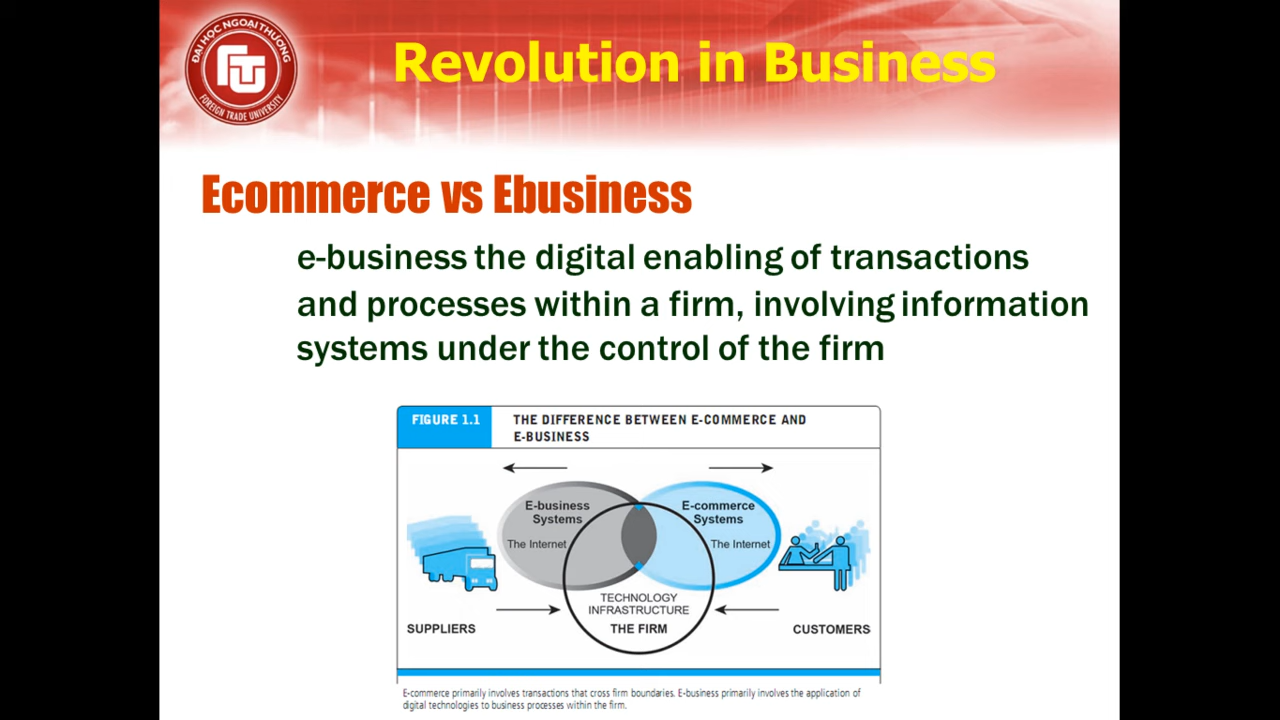 ĐẠI HỌC NGOẠI THƯƠNG
FTU
FOREIGN TRADE UNIVERSITY
Revolution in Business
Ecommerce vs Ebusiness
e-business the digital enabling of transactions
and processes within a firm, involving information
systems under the control of the firm
FIGURE 1.1
THE DIFFERENCE BETWEEN E-COMMERCE AND
E-BUSINESS
E-business
Systems
The Internet
E-commerce
Systems
The Internet
TECHNOLOGY
INFRASTRUCTURE
THE FIRM
SUPPLIERS
CUSTOMERS
E-commerce primarily involves transactions that cross firm boundaries. E-business primarily involves the application of
digital technologies to business processes within the firm.